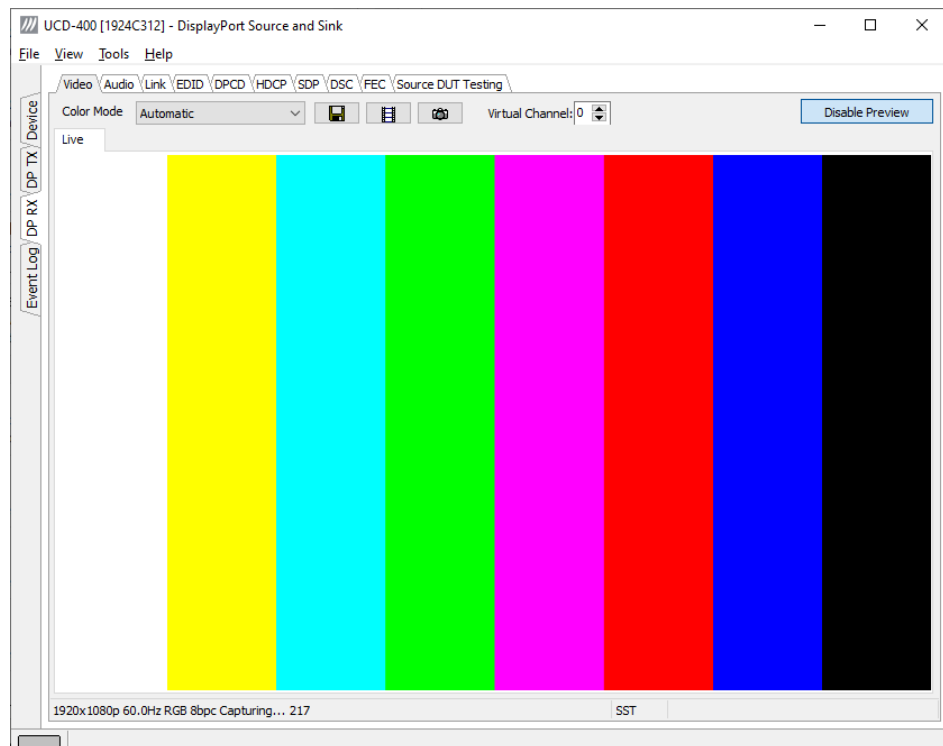 UCD-400 [1924C312] - DisplayPort Source and Sink
File View Tools Help
Video Audio Link EDID DPCD HDCP SDP DSC FEC Source DUT Testing
Color Mode Automatic Virtual Channel: 0 Disable Preview
Live
Device
DP TX
DP RX
Event Log
1920x1080p 60.0Hz RGB 8bpc Capturing... 217 SST